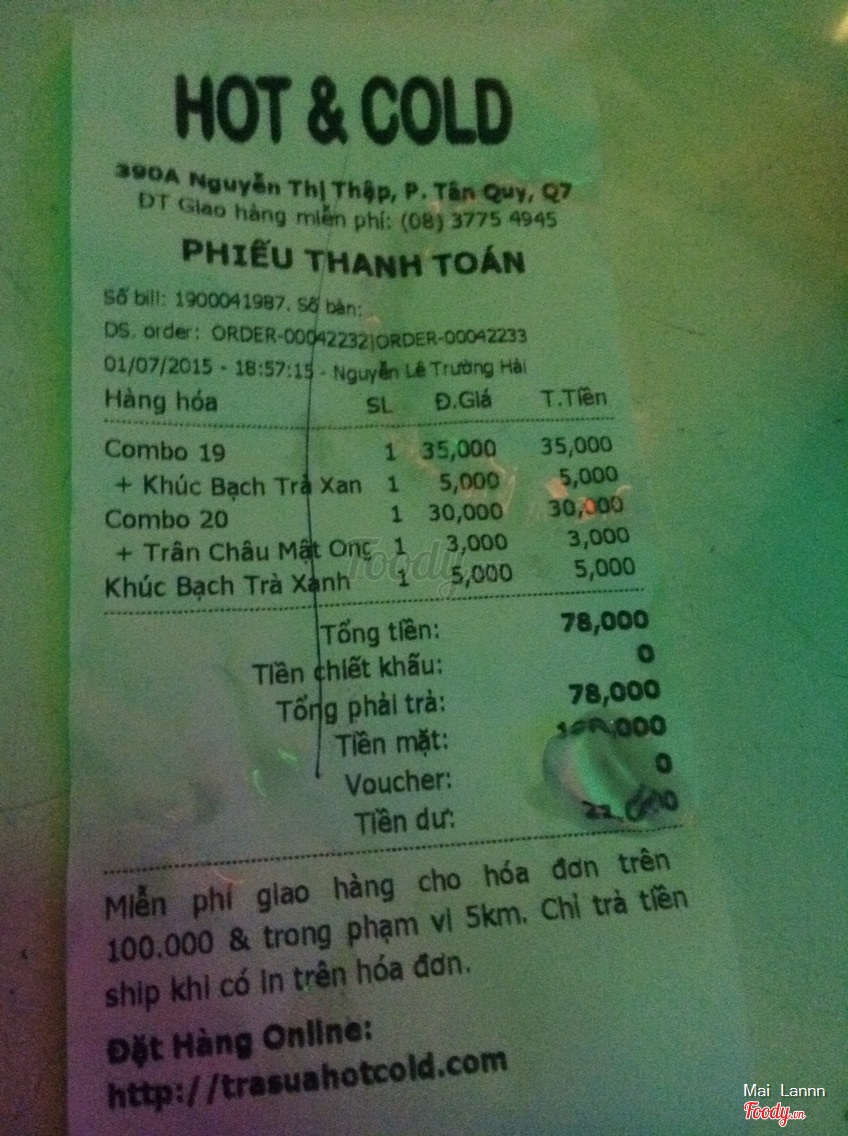 HOT & COLD
390A Nguyễn Thị Thập, P. Tân Quy, Q7
ĐT Giao hàng miễn phí: (08) 3775 4945
PHIẾU THANH TOÁN
Số bill: 1900041987. Số bàn:
DS. order: ORDER-00042232|ORDER-00042233
01/07/2015 - 18:57:15 - Nguyễn Lê Trường Hải
Hàng hóa SL Đ.Giá T.Tiền
Combo 19 1 35,000 35,000
+ Khúc Bạch Trà Xan 1 5,000 5,000
Combo 20 1 30,000 30,000
+ Trân Châu Mật Ong 1 3,000 3,000
Khúc Bạch Trà Xanh 1 5,000 5,000
Tổng tiền: 78,000
Tiền chiết khấu: 0
Tổng phải trả: 78,000
Tiền mặt:
Voucher: 0
Tiền dư:
Miễn phí giao hàng cho hóa đơn trên
100.000 & trong phạm vi 5km. Chỉ trả tiền
ship khi có in trên hóa đơn.
Đặt Hàng Online:
http://trasuahotcold.com
Foody
Mai Lannn
Foody.vn